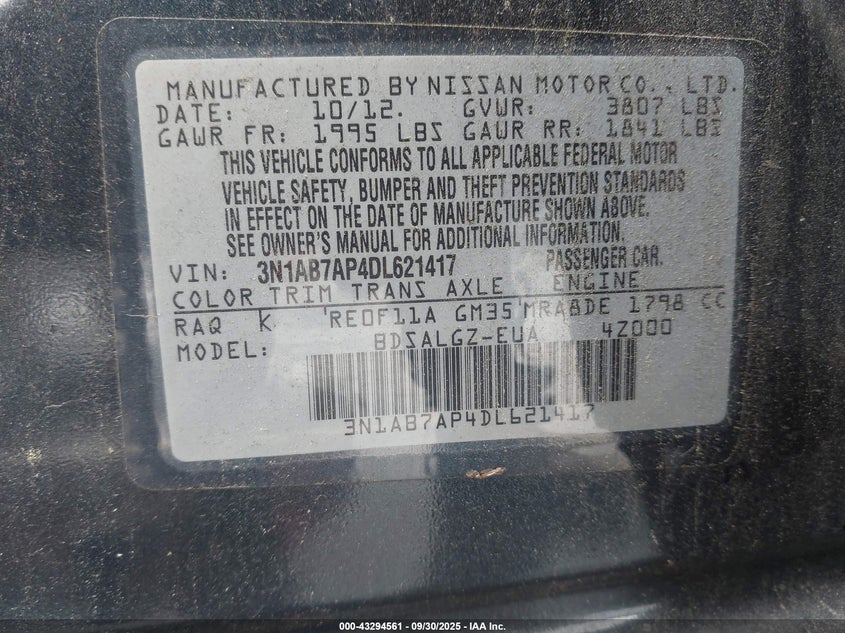 MANUFACTURED BY NISSAN MOTOR CO., LTD.
DATE: 10/12. GVWR: 3807 LBS
GAWR FR: 1995 LBS GAWR RR: 1841 LBS
THIS VEHICLE CONFORMS TO ALL APPLICABLE FEDERAL MOTOR
VEHICLE SAFETY, BUMPER AND THEFT PREVENTION STANDARDS
IN EFFECT ON THE DATE OF MANUFACTURE SHOWN ABOVE.
SEE OWNER'S MANUAL FOR ADDITIONAL INFORMATION.
VIN: 3N1AB7AP4DL621417 PASSENGER CAR.
COLOR TRIM TRANS AXLE ENGINE
RAQ K 'RE0F11A GM35'MRA8DE 1798 CC
MODEL: BDSALGZ-EUA 4Z000
3N1AB7AP4DL621417
000-43294561 - 09/30/2025 - IAA Inc.